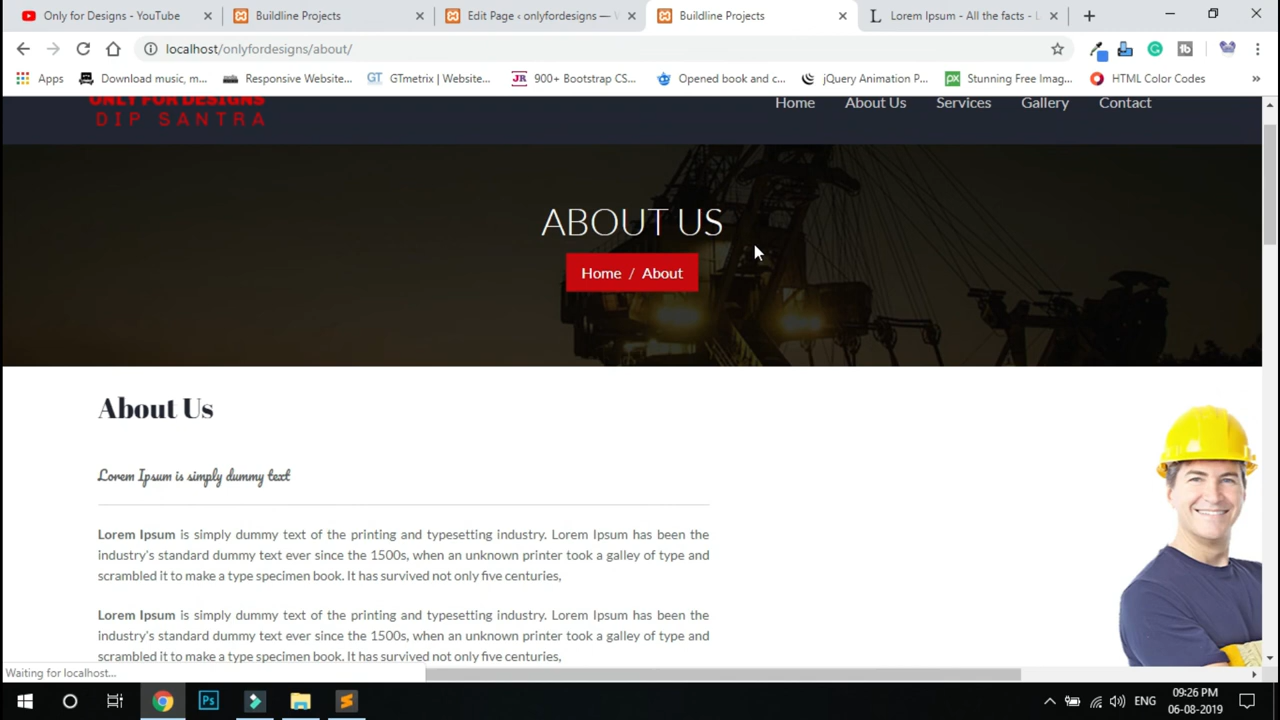 Only for Designs - YouTube
Buildline Projects
Edit Page ‹ onlyfordesigns — W
Buildline Projects
Lorem Ipsum - All the facts - L
localhost/onlyfordesigns/about/
Apps
Download music, m...
Responsive Website...
GT
GTmetrix | Website...
JR
900+ Bootstrap CS...
Opened book and c...
jQuery Animation P...
px
Stunning Free Imag...
HTML Color Codes
ONLY FOR DESIGNS
DIP SANTRA
Home
About Us
Services
Gallery
Contact
ABOUT US
Home / About
About Us
Lorem Ipsum is simply dummy text
Lorem Ipsum is simply dummy text of the printing and typesetting industry. Lorem Ipsum has been the
industry's standard dummy text ever since the 1500s, when an unknown printer took a galley of type and
scrambled it to make a type specimen book. It has survived not only five centuries,
Lorem Ipsum is simply dummy text of the printing and typesetting industry. Lorem Ipsum has been the
industry's standard dummy text ever since the 1500s, when an unknown printer took a galley of type and
scrambled it to make a type specimen book. It has survived not only five centuries,
Waiting for localhost...
Ps
ENG
09:26 PM
06-08-2019